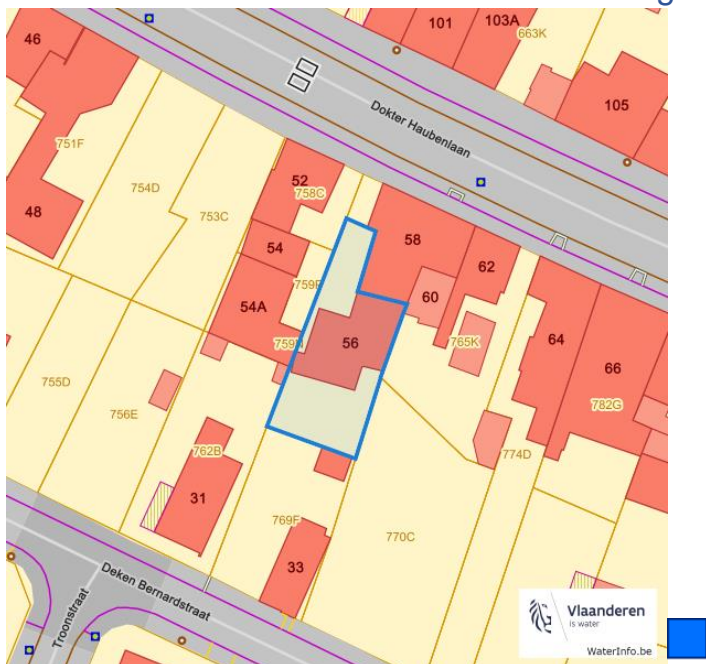 46
101
103A
663K
105
Dokter Haubenlaan
751F
52
758C
754D
48
753C
54
58
62
60
54A
56
765K
64
66
782G
755D
756E
762B
774D
31
769F
770C
33
Deken Bernardstraat
Troonstraat
Vlaanderen
is water
WaterInfo.be